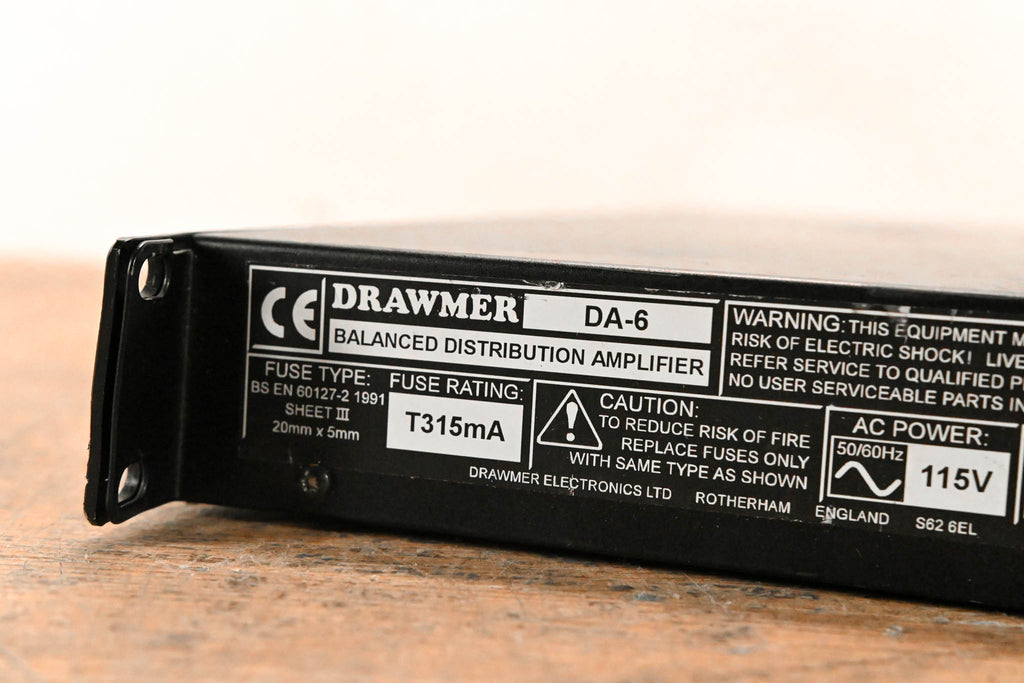 CE
DRAWMER DA-6
BALANCED DISTRIBUTION AMPLIFIER
WARNING: THIS EQUIPMENT
RISK OF ELECTRIC SHOCK! LIVE
REFER SERVICE TO QUALIFIED
NO USER SERVICEABLE PARTS IN
FUSE TYPE:
BS EN 60127-2 1991
SHEET III
20mm x 5mm
FUSE RATING:
T315mA
CAUTION:
TO REDUCE RISK OF FIRE
REPLACE FUSES ONLY
WITH SAME TYPE AS SHOWN
AC POWER:
50/60Hz
115V
DRAWMER ELECTRONICS LTD ROTHERHAM ENGLAND S62 6EL